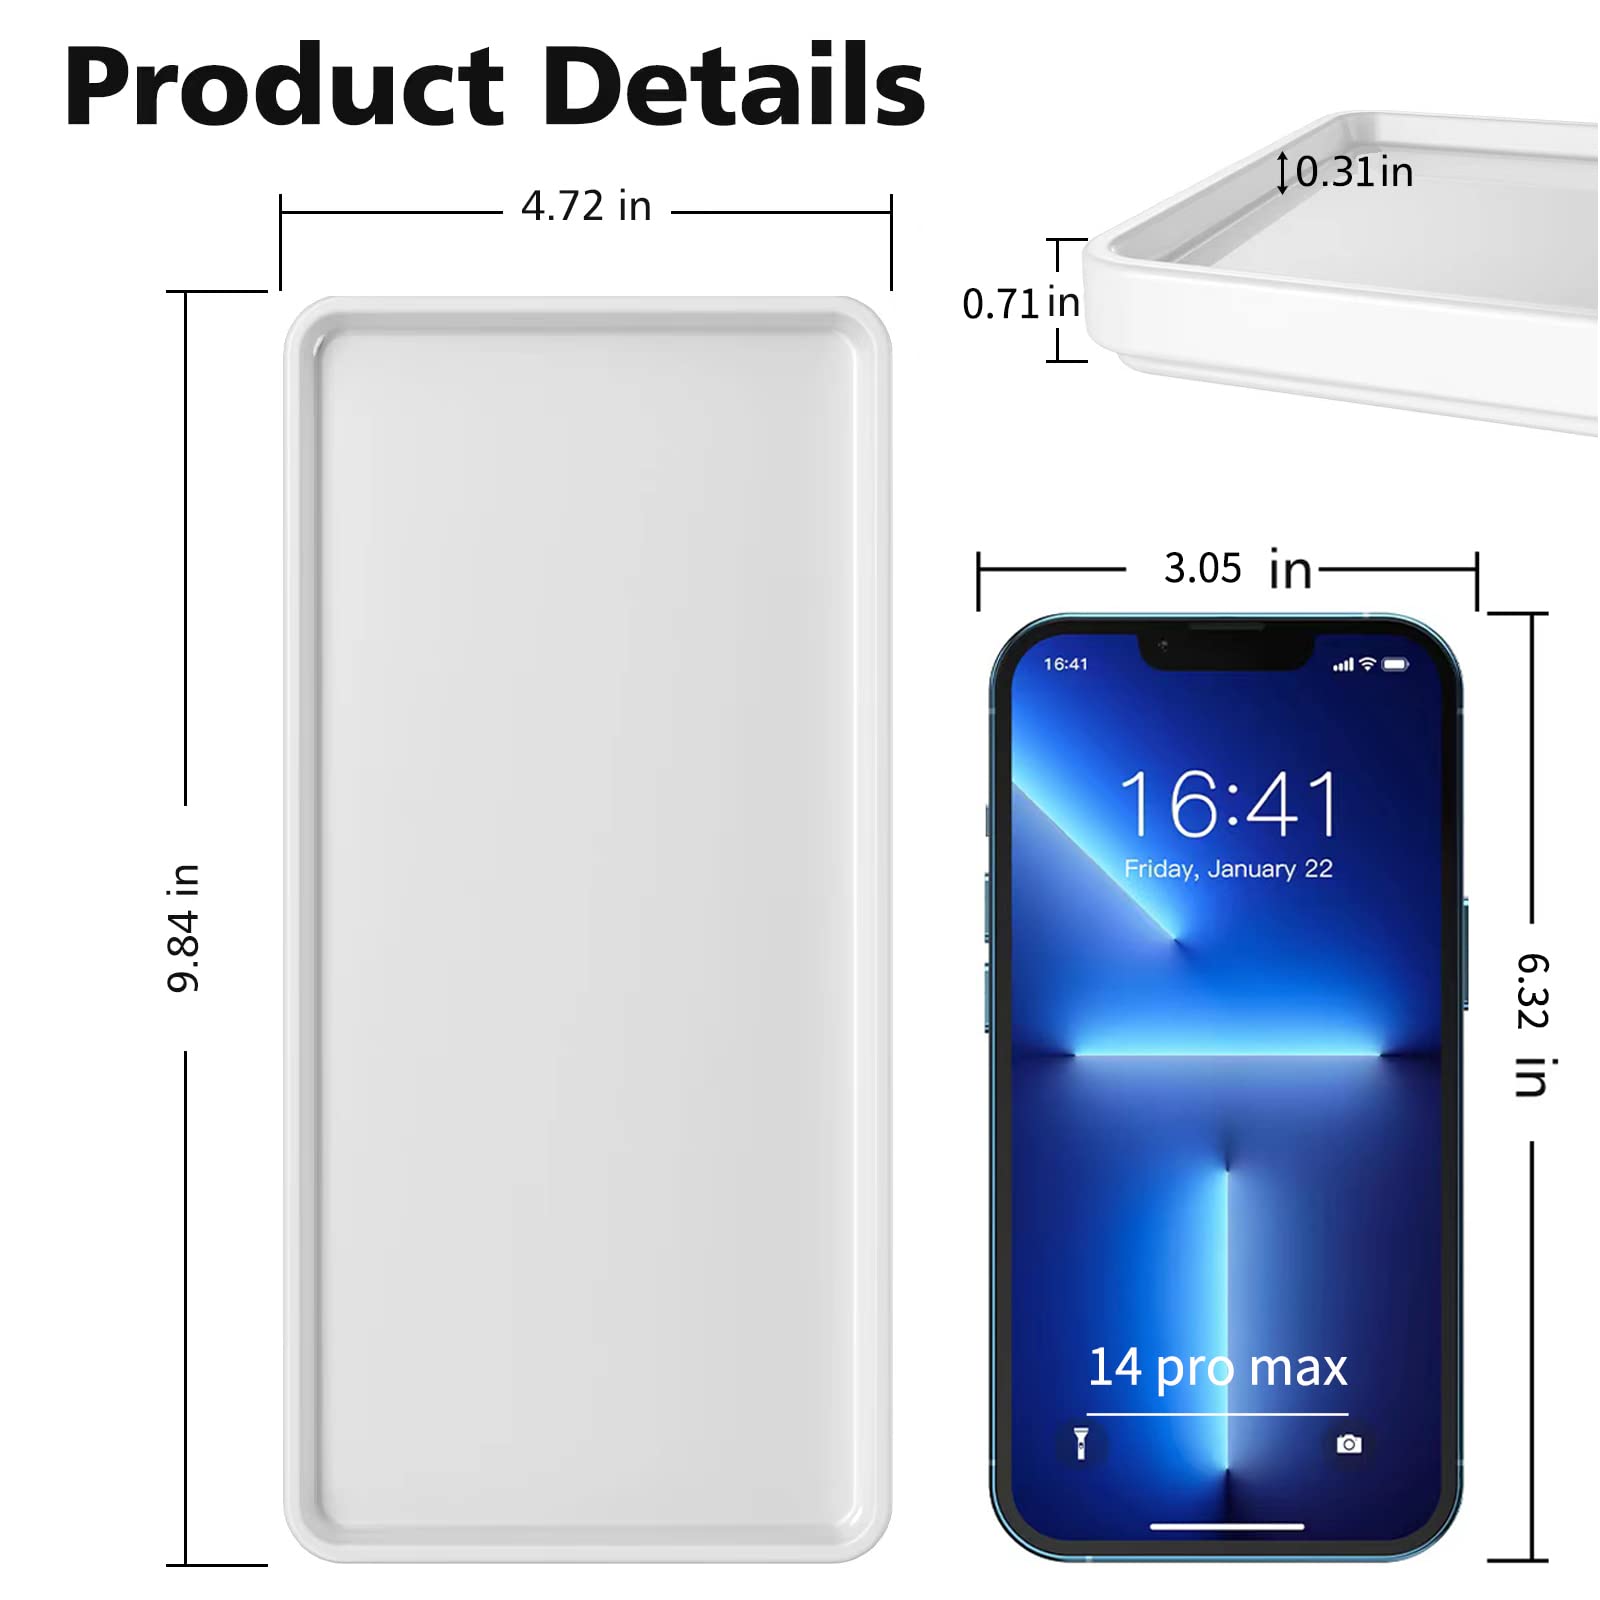 Product Details
4.72 in
0.31in
0.71in
9.84 in
3.05 in
16:41
16:41
Friday, January 22
6.32 in
14 pro max